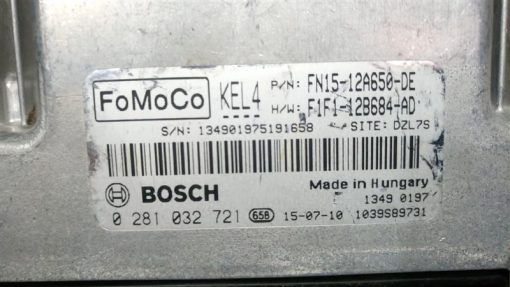 FoMoCo KEL4 P/N: FN15-12A650-DE
H/W: F1F1-12B684-AD
S/N: 134901975191658 SITE: DZL7S
BOSCH Made in Hungary
1349 0197
0 281 032 721 658 15-07-10 1039S89731